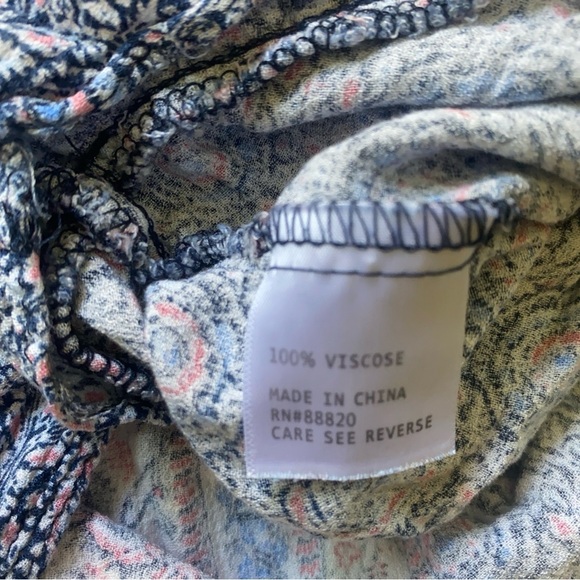 100% VISCOSE
MADE IN CHINA
RN#88820
CARE SEE REVERSE